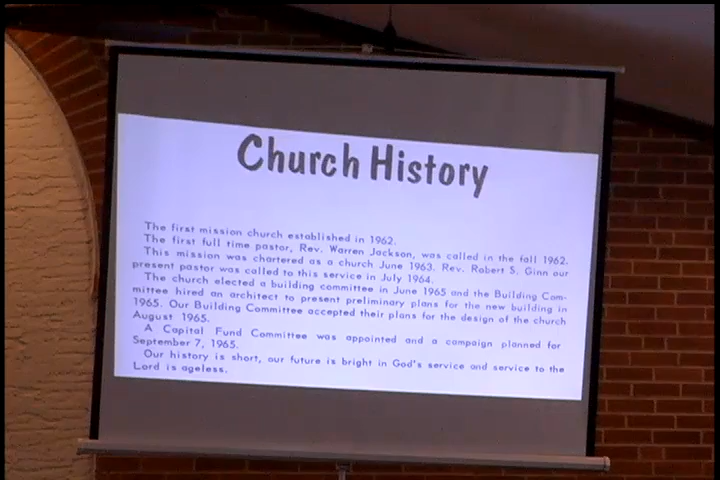 Church History
The first mission church established in 1962.
The first full time pastor, Rev. Warren Jackson, was called in the fall 1962.
This mission was chartered as a church June 1963. Rev. Robert S. Ginn our
present pastor was called to this service in July 1964.
The church elected a building committee in June 1965 and the Building Com-
mittee hired an architect to present preliminary plans for the new building in
1965. Our Building Committee accepted their plans for the design of the church
August 1965.
A Capital Fund Committee was appointed and a campaign planned for
September 7, 1965.
Our history is short, our future is bright in God's service and service to the
Lord is ageless.